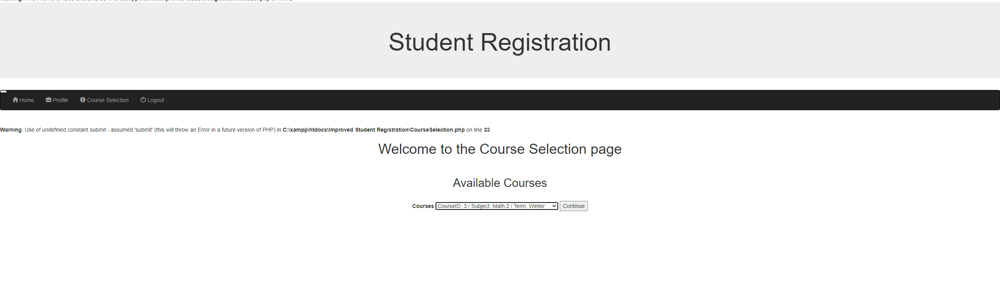 Student Registration
Home Profile Course Selection Logout
Warning: Use of undefined constant submit - assumed 'submit' (this will throw an Error in a future version of PHP) in C:\xampp\htdocs\Improved Student Registration\CourseSelection.php on line 23
Welcome to the Course Selection page
Available Courses
Courses CourseID: 3 / Subject: Math 2 / Term: Winter Continue